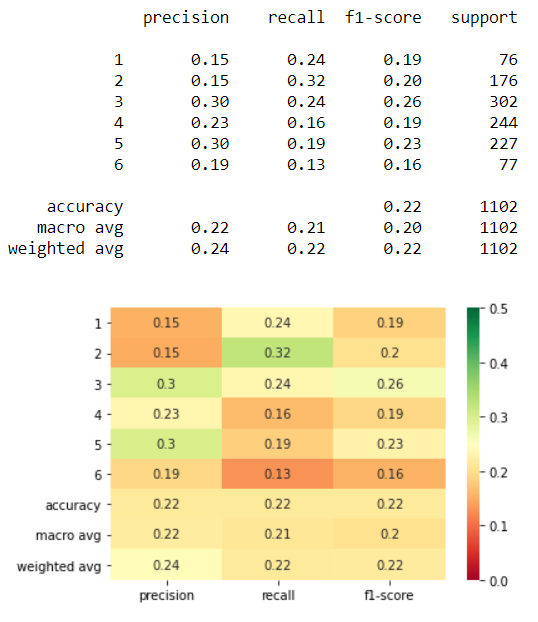 precision recall f1-score support
1 0.15 0.24 0.19 76
2 0.15 0.32 0.20 176
3 0.30 0.24 0.26 302
4 0.23 0.16 0.19 244
5 0.30 0.19 0.23 227
6 0.19 0.13 0.16 77
accuracy 0.22 1102
macro avg 0.22 0.21 0.20 1102
weighted avg 0.24 0.22 0.22 1102
1 0.15 0.24 0.19 0.5
2 0.15 0.32 0.2 0.4
3 0.3 0.24 0.26
4 0.23 0.16 0.19 0.3
5 0.3 0.19 0.23 0.2
6 0.19 0.13 0.16
accuracy 0.22 0.22 0.22 0.1
macro avg 0.22 0.21 0.2
weighted avg 0.24 0.22 0.22 0.0
precision recall f1-score